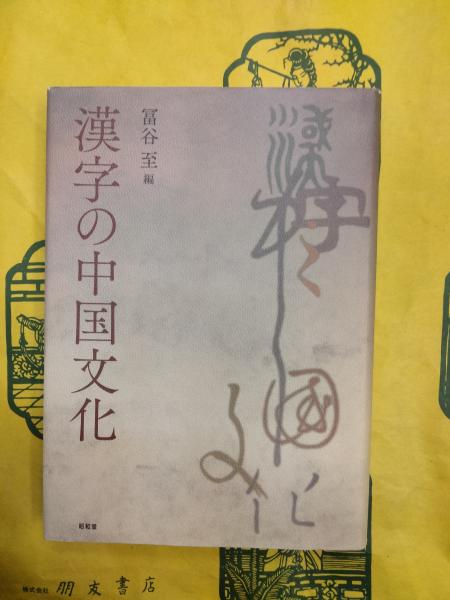 漢字の中国文化
冨谷 至 編
昭和堂
株式会社 朋友書店